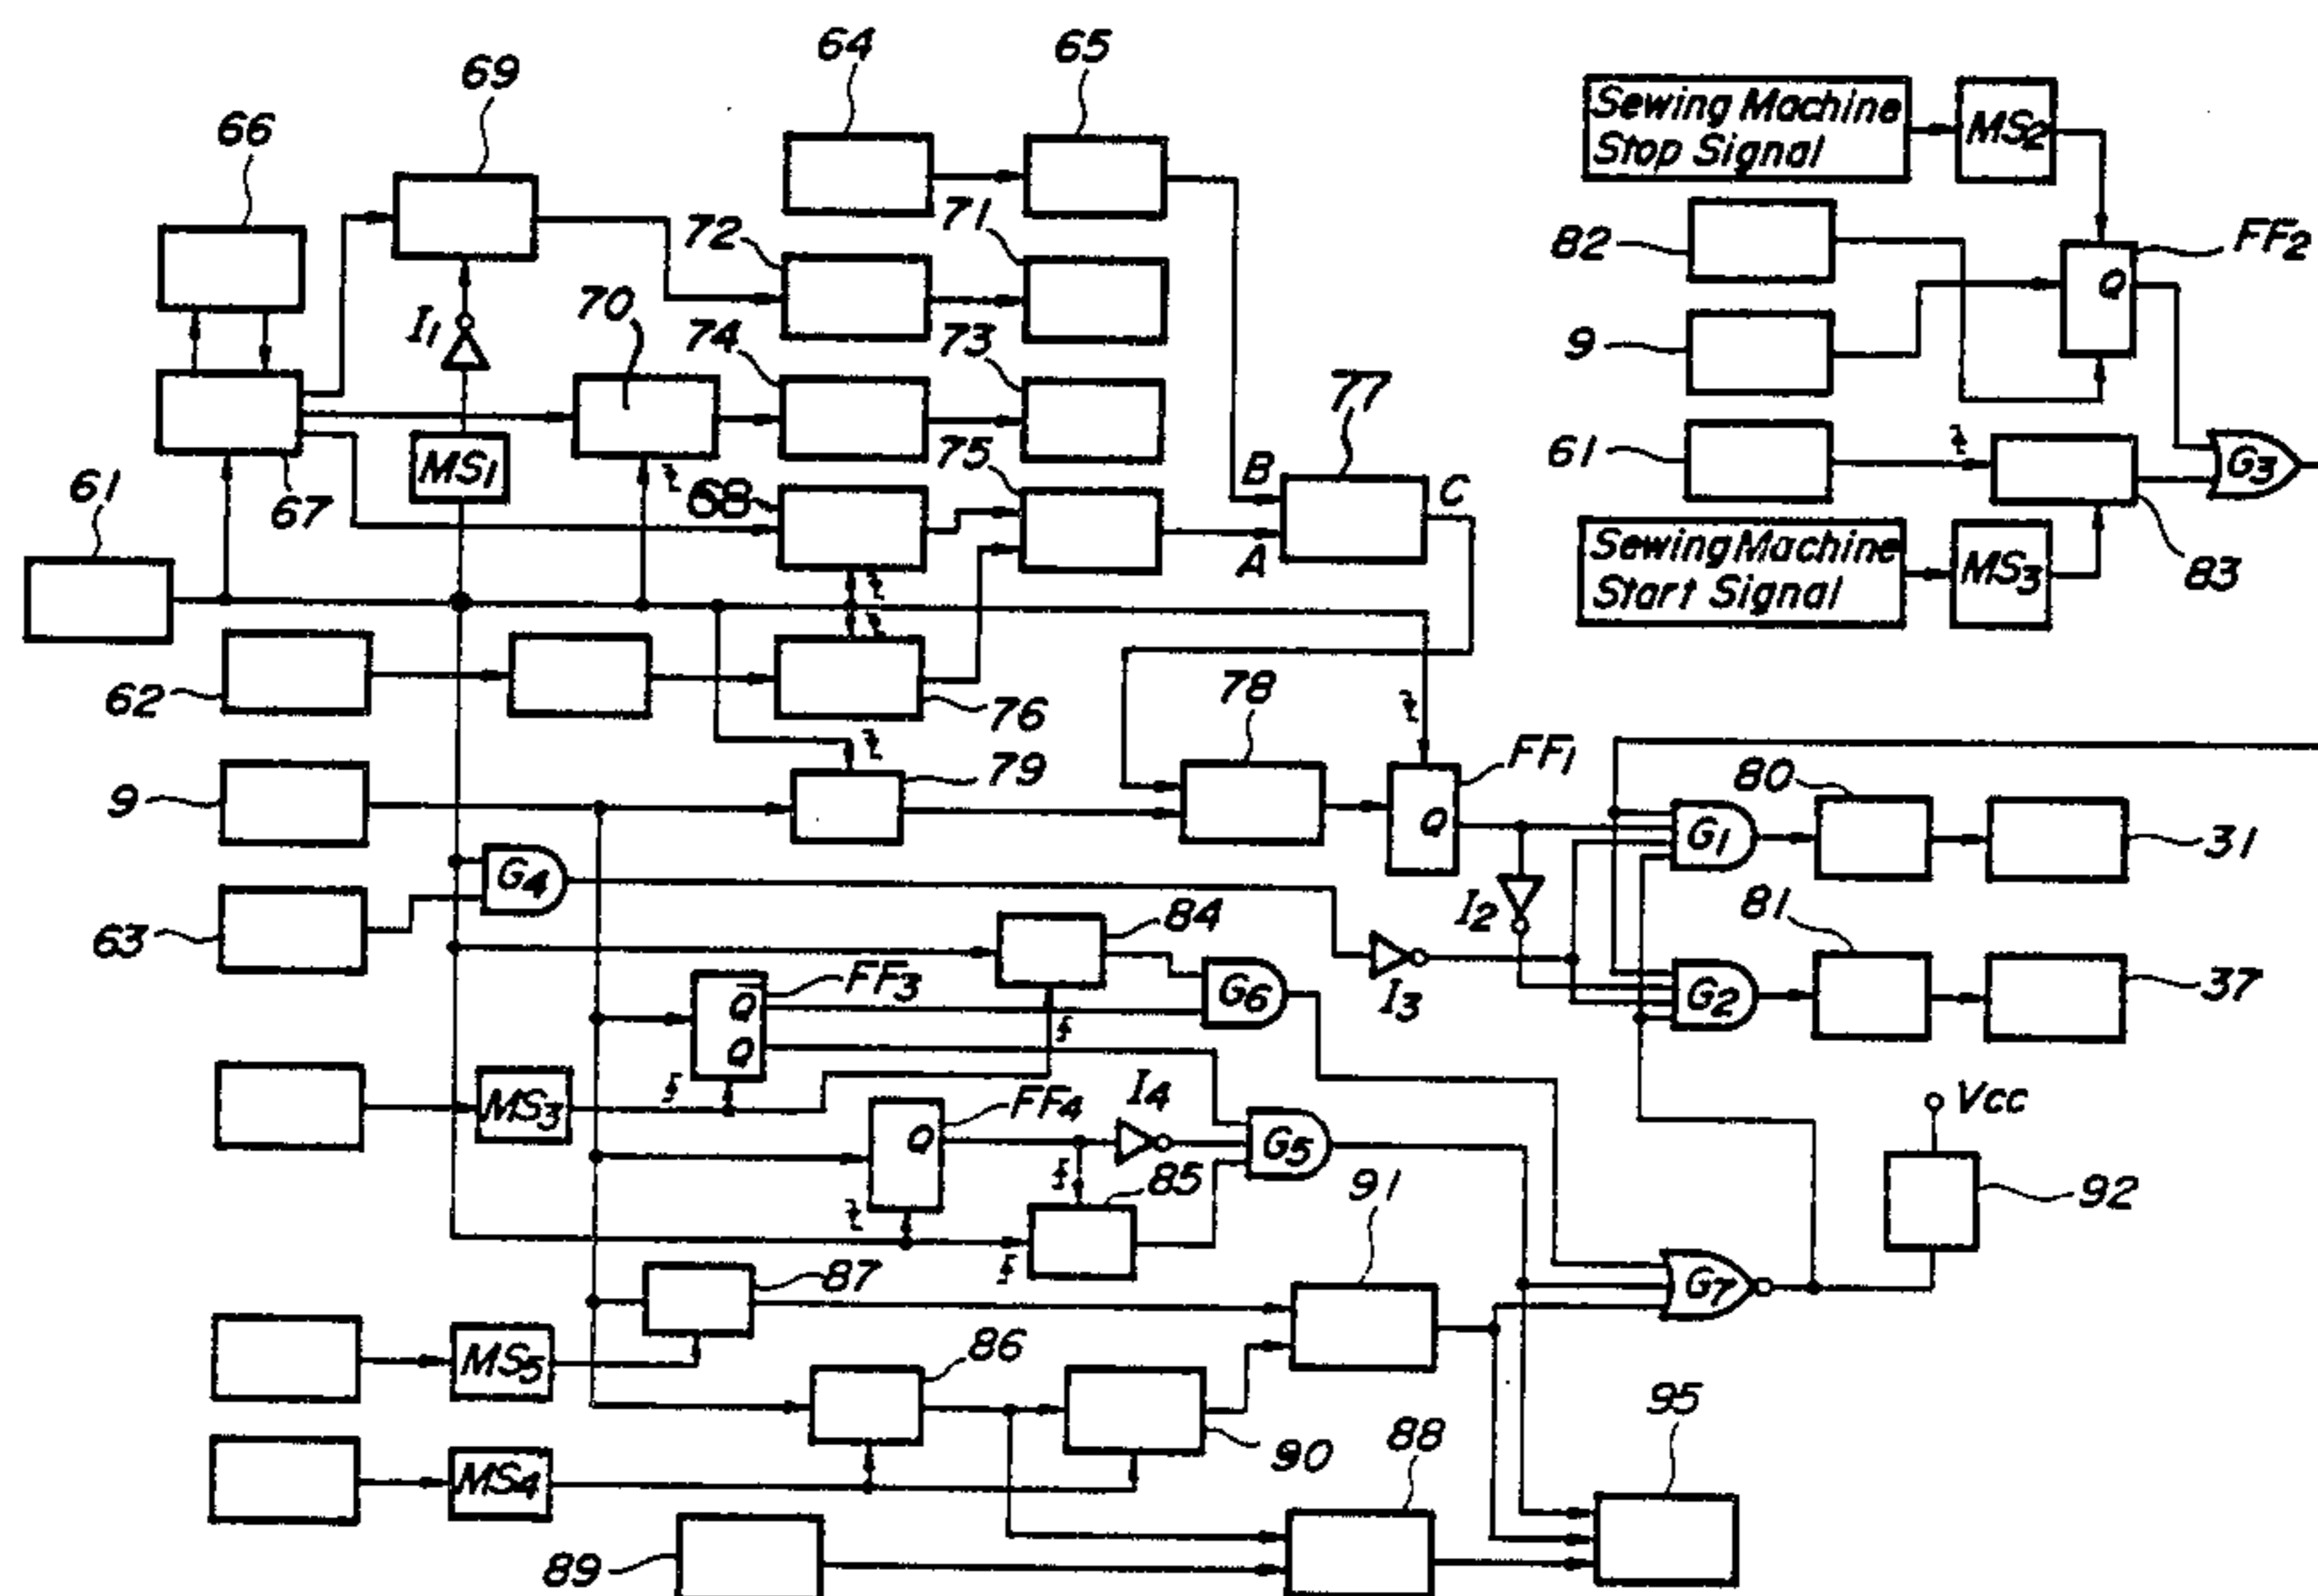 64
65
69
66
Sewing Machine
Stop Signal
MS2
72
71
82
FF2
Q
I1
70
74
73
9
77
MS1
75
61
G3
61
67
68
B
C
A
Sewing Machine
Start Signal
MS3
83
62
76
78
9
79
FF1
80
Q
G1
31
G4
I2
81
63
84
FF3
I3
G2
37
Q̅
G6
Q
MS3
FF4
I4
Vcc
Q
G5
85
91
92
87
G7
MS5
86
95
MS4
90
88
89